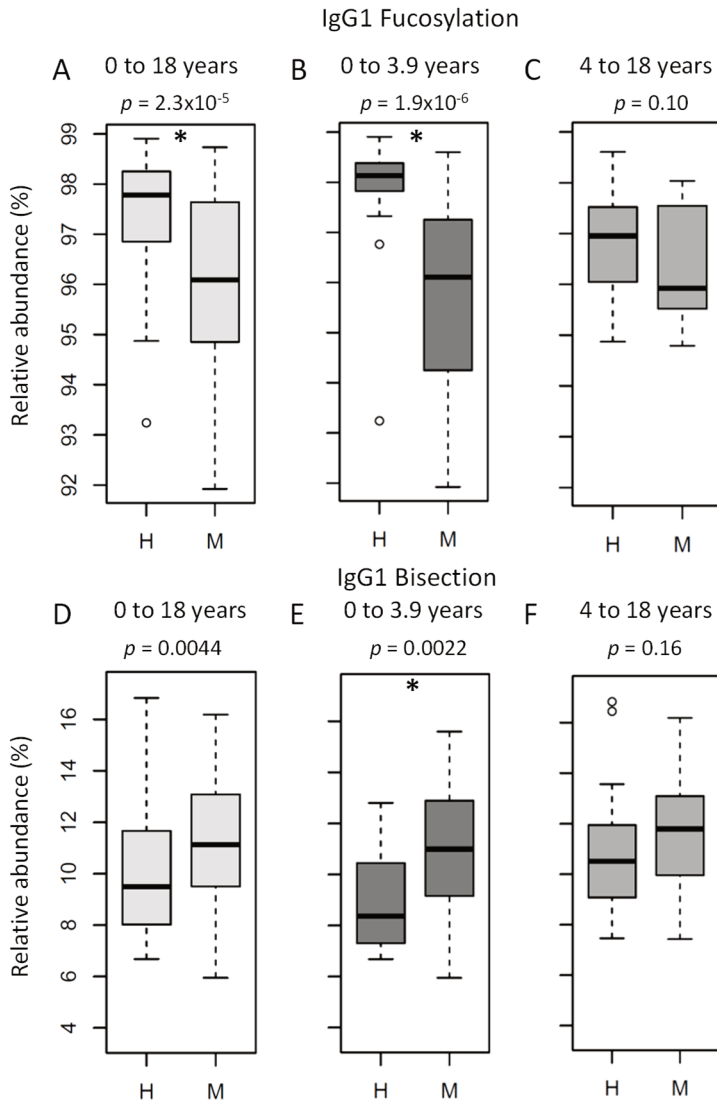 IgG1 Fucosylation
A 0 to 18 years B 0 to 3.9 years C 4 to 18 years
p = 2.3x10-5 p = 1.9x10-6 p = 0.10
* *
Relative abundance (%)
99
98
97
96
95
94
93
92
H M H M H M
IgG1 Bisection
D 0 to 18 years E 0 to 3.9 years F 4 to 18 years
p = 0.0044 p = 0.0022 p = 0.16
*
Relative abundance (%)
16
14
12
10
8
6
4
H M H M H M